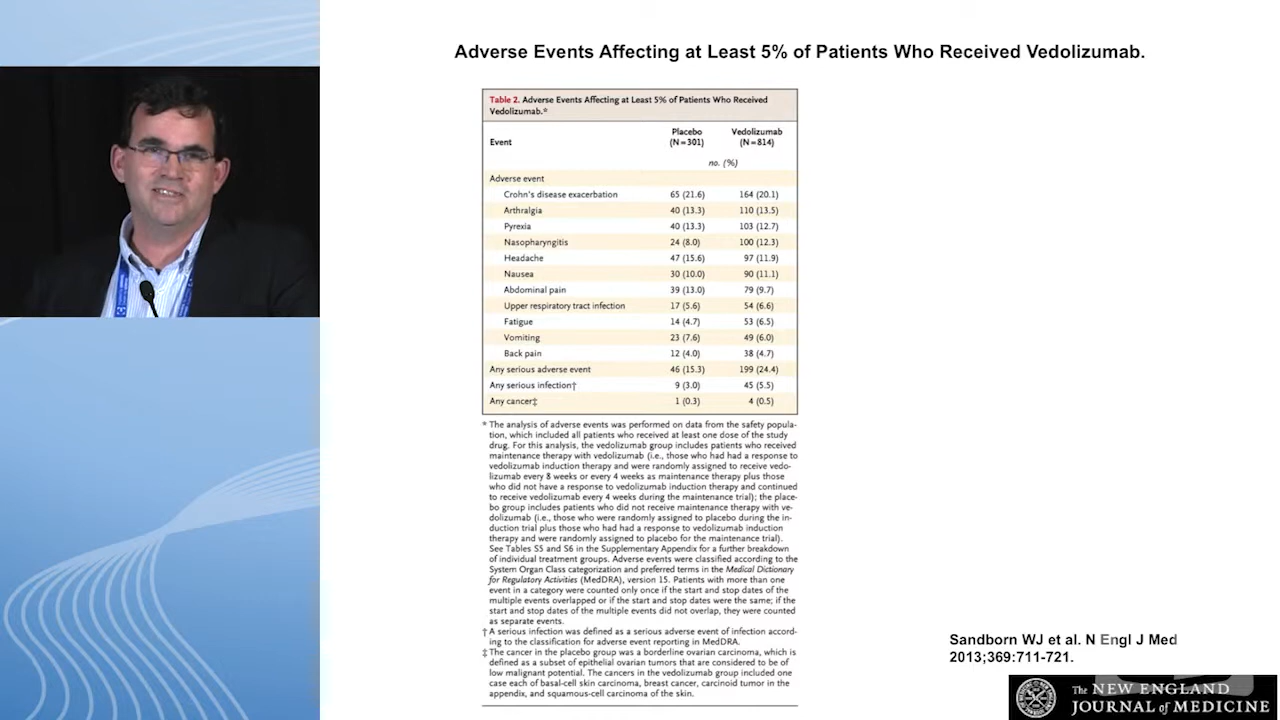 Adverse Events Affecting at Least 5% of Patients Who Received Vedolizumab.
Table 2. Adverse Events Affecting at Least 5% of Patients Who Received
Vedolizumab.*
Event Placebo (N=301) Vedolizumab (N=814)
no. (%)
Adverse event
Crohn's disease exacerbation 65 (21.6) 164 (20.1)
Arthralgia 40 (13.3) 110 (13.5)
Pyrexia 40 (13.3) 103 (12.7)
Nasopharyngitis 24 (8.0) 100 (12.3)
Headache 47 (15.6) 97 (11.9)
Nausea 30 (10.0) 90 (11.1)
Abdominal pain 39 (13.0) 79 (9.7)
Upper respiratory tract infection 17 (5.6) 54 (6.6)
Fatigue 14 (4.7) 53 (6.5)
Vomiting 23 (7.6) 49 (6.0)
Back pain 12 (4.0) 38 (4.7)
Any serious adverse event 46 (15.3) 199 (24.4)
Any serious infection† 9 (3.0) 45 (5.5)
Any cancer‡ 1 (0.3) 4 (0.5)
* The analysis of adverse events was performed on data from the safety popula-
tion, which included all patients who received at least one dose of the study
drug. For this analysis, the vedolizumab group includes patients who received
maintenance therapy with vedolizumab (i.e., those who had had a response to
vedolizumab induction therapy and were randomly assigned to receive vedo-
lizumab every 8 weeks or every 4 weeks as maintenance therapy plus those
who did not have a response to vedolizumab induction therapy and continued
to receive vedolizumab every 4 weeks during the maintenance trial); the place-
bo group includes patients who did not receive maintenance therapy with ve-
dolizumab (i.e., those who were randomly assigned to placebo during the in-
duction trial plus those who had had a response to vedolizumab induction
therapy and were randomly assigned to placebo for the maintenance trial).
See Tables S5 and S6 in the Supplementary Appendix for a further breakdown
of individual treatment groups. Adverse events were classified according to the
System Organ Class categorization and preferred terms in the Medical Dictionary
for Regulatory Activities (MedDRA), version 15. Patients with more than one
event in a category were counted only once if the start and stop dates of the
multiple events overlapped or if the start and stop dates were the same; if the
start and stop dates of the multiple events did not overlap, they were counted
as separate events.
† A serious infection was defined as a serious adverse event of infection accord-
ing to the classification for adverse event reporting in MedDRA.
‡ The cancer in the placebo group was a borderline ovarian carcinoma, which is
defined as a subset of epithelial ovarian tumors that are considered to be of
low malignant potential. The cancers in the vedolizumab group included one
case each of basal-cell skin carcinoma, breast cancer, carcinoid tumor in the
appendix, and squamous-cell carcinoma of the skin.
Sandborn WJ et al. N Engl J Med
2013;369:711-721.
The NEW ENGLAND
JOURNAL of MEDICINE